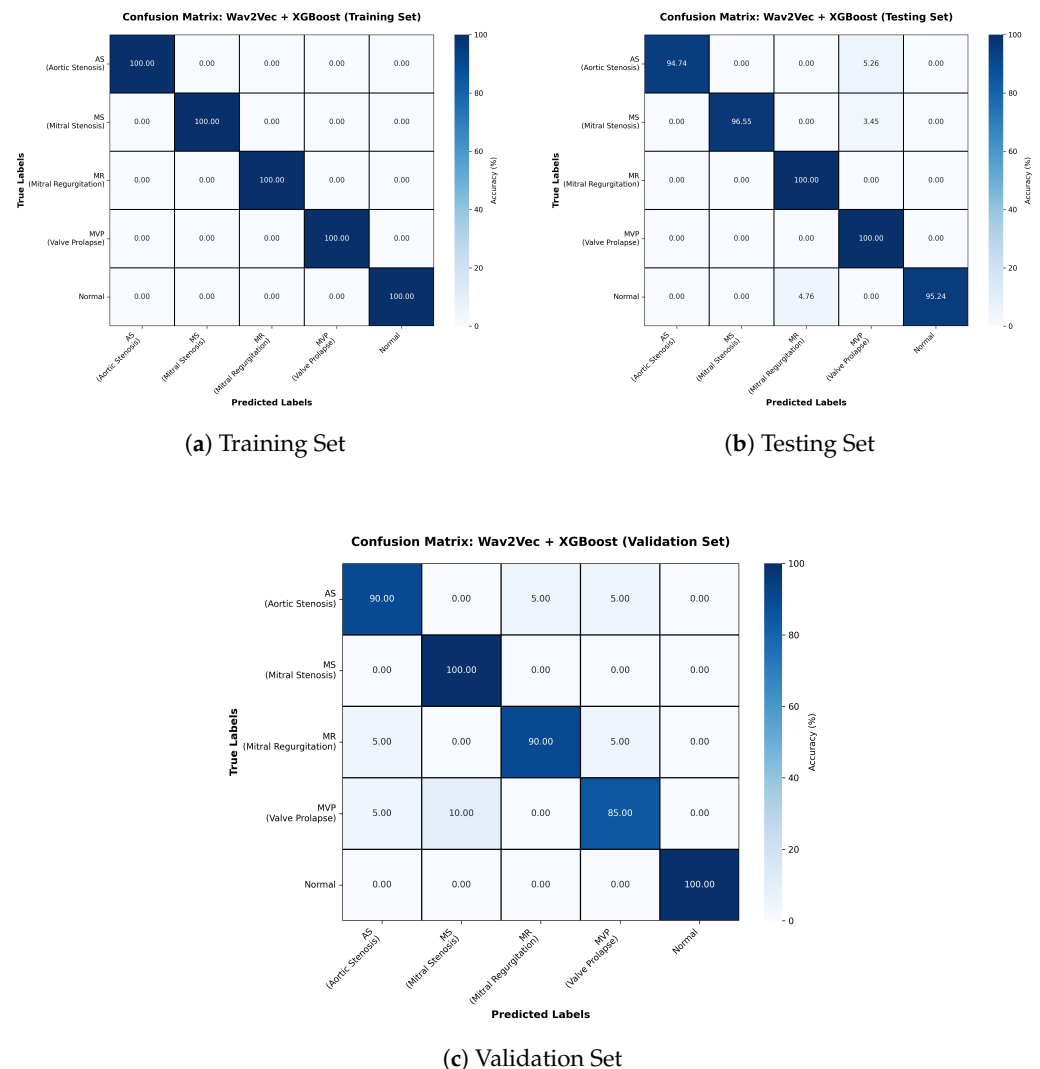 Confusion Matrix: Wav2Vec + XGBoost (Training Set)
True Labels
AS
(Aortic Stenosis)
100.00 0.00 0.00 0.00 0.00
MS
(Mitral Stenosis)
0.00 100.00 0.00 0.00 0.00
MR
(Mitral Regurgitation)
0.00 0.00 100.00 0.00 0.00
MVP
(Valve Prolapse)
0.00 0.00 0.00 100.00 0.00
Normal
0.00 0.00 0.00 0.00 100.00
AS
(Aortic Stenosis)
MS
(Mitral Stenosis)
MR
(Mitral Regurgitation)
MVP
(Valve Prolapse)
Normal
Predicted Labels
100
80
60
40
20
0
Accuracy (%)
(a) Training Set
Confusion Matrix: Wav2Vec + XGBoost (Testing Set)
True Labels
AS
(Aortic Stenosis)
94.74 0.00 0.00 5.26 0.00
MS
(Mitral Stenosis)
0.00 96.55 0.00 3.45 0.00
MR
(Mitral Regurgitation)
0.00 0.00 100.00 0.00 0.00
MVP
(Valve Prolapse)
0.00 0.00 0.00 100.00 0.00
Normal
0.00 0.00 4.76 0.00 95.24
AS
(Aortic Stenosis)
MS
(Mitral Stenosis)
MR
(Mitral Regurgitation)
MVP
(Valve Prolapse)
Normal
Predicted Labels
100
80
60
40
20
0
Accuracy (%)
(b) Testing Set
Confusion Matrix: Wav2Vec + XGBoost (Validation Set)
True Labels
AS
(Aortic Stenosis)
90.00 0.00 5.00 5.00 0.00
MS
(Mitral Stenosis)
0.00 100.00 0.00 0.00 0.00
MR
(Mitral Regurgitation)
5.00 0.00 90.00 5.00 0.00
MVP
(Valve Prolapse)
5.00 10.00 0.00 85.00 0.00
Normal
0.00 0.00 0.00 0.00 100.00
AS
(Aortic Stenosis)
MS
(Mitral Stenosis)
MR
(Mitral Regurgitation)
MVP
(Valve Prolapse)
Normal
Predicted Labels
100
80
60
40
20
0
Accuracy (%)
(c) Validation Set